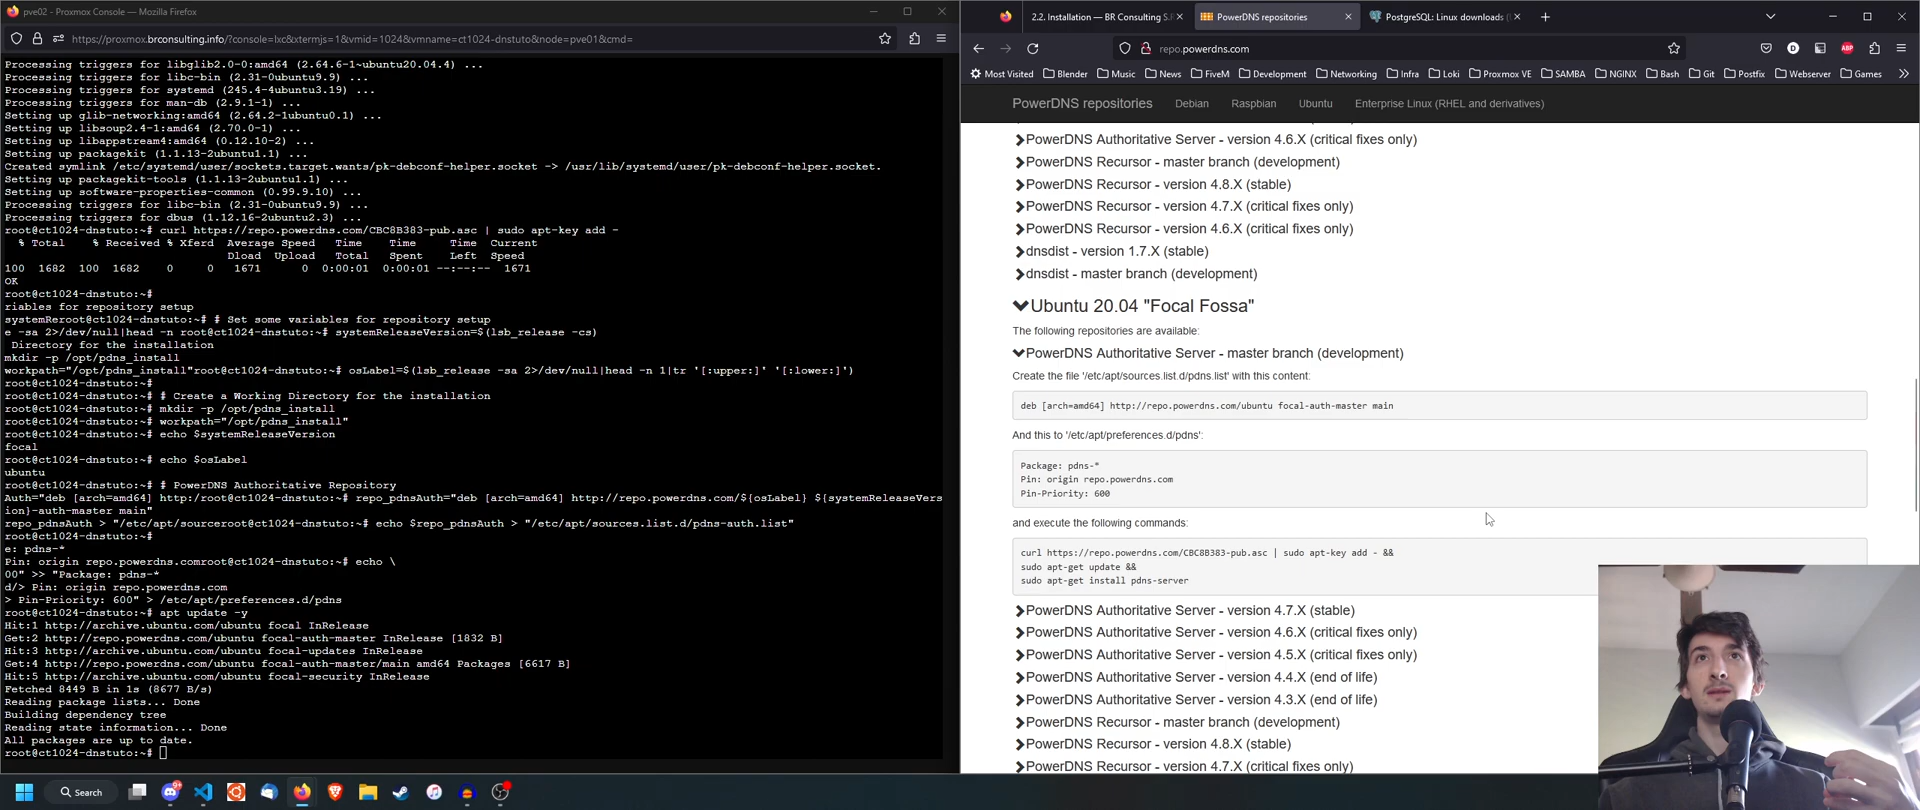 pve02 - Proxmox Console — Mozilla Firefox
https://proxmox.brconsulting.info/?console=lxc&xtermjs=1&vmid=1024&vmname=ct1024-dnstuto&node=pve01&cmd=
Processing triggers for libglib2.0-0:amd64 (2.64.6-1~ubuntu20.04.4) ...
Processing triggers for libc-bin (2.31-0ubuntu9.9) ...
Processing triggers for systemd (245.4-4ubuntu3.19) ...
Processing triggers for man-db (2.9.1-1) ...
Setting up glib-networking:amd64 (2.64.2-1ubuntu0.1) ...
Setting up libsoup2.4-1:amd64 (2.70.0-1) ...
Setting up libappstream4:amd64 (0.12.10-2) ...
Setting up packagekit (1.1.13-2ubuntu1.1) ...
Created symlink /etc/systemd/user/sockets.target.wants/pk-debconf-helper.socket -> /usr/lib/systemd/user/pk-debconf-helper.socket.
Setting up packagekit-tools (1.1.13-2ubuntu1.1) ...
Setting up software-properties-common (0.99.9.10) ...
Processing triggers for libc-bin (2.31-0ubuntu9.9) ...
Processing triggers for dbus (1.12.16-2ubuntu2.3) ...
root@ct1024-dnstuto:~# curl https://repo.powerdns.com/CBC8B383-pub.asc | sudo apt-key add -
% Total % Received % Xferd Average Speed Time Time Time Current
Dload Upload Total Spent Left Speed
100 1682 100 1682 0 0 1671 0 0:00:01 0:00:01 --:--:-- 1671
OK
root@ct1024-dnstuto:~#
riables for repository setup
systemReroot@ct1024-dnstuto:~# # Set some variables for repository setup
e -sa 2>/dev/null|head -n root@ct1024-dnstuto:~# systemReleaseVersion=$(lsb_release -cs)
Directory for the installation
mkdir -p /opt/pdns_install
workpath="/opt/pdns_install"root@ct1024-dnstuto:~# osLabel=$(lsb_release -sa 2>/dev/null|head -n 1|tr '[:upper:]' '[:lower:]')
root@ct1024-dnstuto:~#
root@ct1024-dnstuto:~# # Create a Working Directory for the installation
root@ct1024-dnstuto:~# mkdir -p /opt/pdns_install
root@ct1024-dnstuto:~# workpath="/opt/pdns_install"
root@ct1024-dnstuto:~# echo $systemReleaseVersion
focal
root@ct1024-dnstuto:~# echo $osLabel
ubuntu
root@ct1024-dnstuto:~# # PowerDNS Authoritative Repository
Auth="deb [arch=amd64] http:/root@ct1024-dnstuto:~# repo_pdnsAuth="deb [arch=amd64] http://repo.powerdns.com/${osLabel} ${systemReleaseVers
ion}-auth-master main"
repo_pdnsAuth > "/etc/apt/sourceroot@ct1024-dnstuto:~# echo $repo_pdnsAuth > "/etc/apt/sources.list.d/pdns-auth.list"
root@ct1024-dnstuto:~#
e: pdns-*
Pin: origin repo.powerdns.comroot@ct1024-dnstuto:~# echo \
00" >> "Package: pdns-*
d/> Pin: origin repo.powerdns.com
> Pin-Priority: 600" > /etc/apt/preferences.d/pdns
root@ct1024-dnstuto:~# apt update -y
Hit:1 http://archive.ubuntu.com/ubuntu focal InRelease
Get:2 http://repo.powerdns.com/ubuntu focal-auth-master InRelease [1832 B]
Hit:3 http://archive.ubuntu.com/ubuntu focal-updates InRelease
Get:4 http://repo.powerdns.com/ubuntu focal-auth-master/main amd64 Packages [6617 B]
Hit:5 http://archive.ubuntu.com/ubuntu focal-security InRelease
Fetched 8449 B in 1s (8677 B/s)
Reading package lists... Done
Building dependency tree
Reading state information... Done
All packages are up to date.
root@ct1024-dnstuto:~#
2.2. Installation — BR Consulting S.R
PowerDNS repositories
PostgreSQL: Linux downloads (
repo.powerdns.com
ABP
Most Visited Blender Music News FiveM Development Networking Infra Loki Proxmox VE SAMBA NGINX Bash Git Postfix Webserver Games
PowerDNS repositories Debian Raspbian Ubuntu Enterprise Linux (RHEL and derivatives)
PowerDNS Authoritative Server - version 4.6.X (critical fixes only)
PowerDNS Recursor - master branch (development)
PowerDNS Recursor - version 4.8.X (stable)
PowerDNS Recursor - version 4.7.X (critical fixes only)
PowerDNS Recursor - version 4.6.X (critical fixes only)
dnsdist - version 1.7.X (stable)
dnsdist - master branch (development)
Ubuntu 20.04 "Focal Fossa"
The following repositories are available:
PowerDNS Authoritative Server - master branch (development)
Create the file '/etc/apt/sources.list.d/pdns.list' with this content:
deb [arch=amd64] http://repo.powerdns.com/ubuntu focal-auth-master main
And this to '/etc/apt/preferences.d/pdns':
Package: pdns-*
Pin: origin repo.powerdns.com
Pin-Priority: 600
and execute the following commands:
curl https://repo.powerdns.com/CBC8B383-pub.asc | sudo apt-key add - &&
sudo apt-get update &&
sudo apt-get install pdns-server
PowerDNS Authoritative Server - version 4.7.X (stable)
PowerDNS Authoritative Server - version 4.6.X (critical fixes only)
PowerDNS Authoritative Server - version 4.5.X (critical fixes only)
PowerDNS Authoritative Server - version 4.4.X (end of life)
PowerDNS Authoritative Server - version 4.3.X (end of life)
PowerDNS Recursor - master branch (development)
PowerDNS Recursor - version 4.8.X (stable)
PowerDNS Recursor - version 4.7.X (critical fixes only)
Search